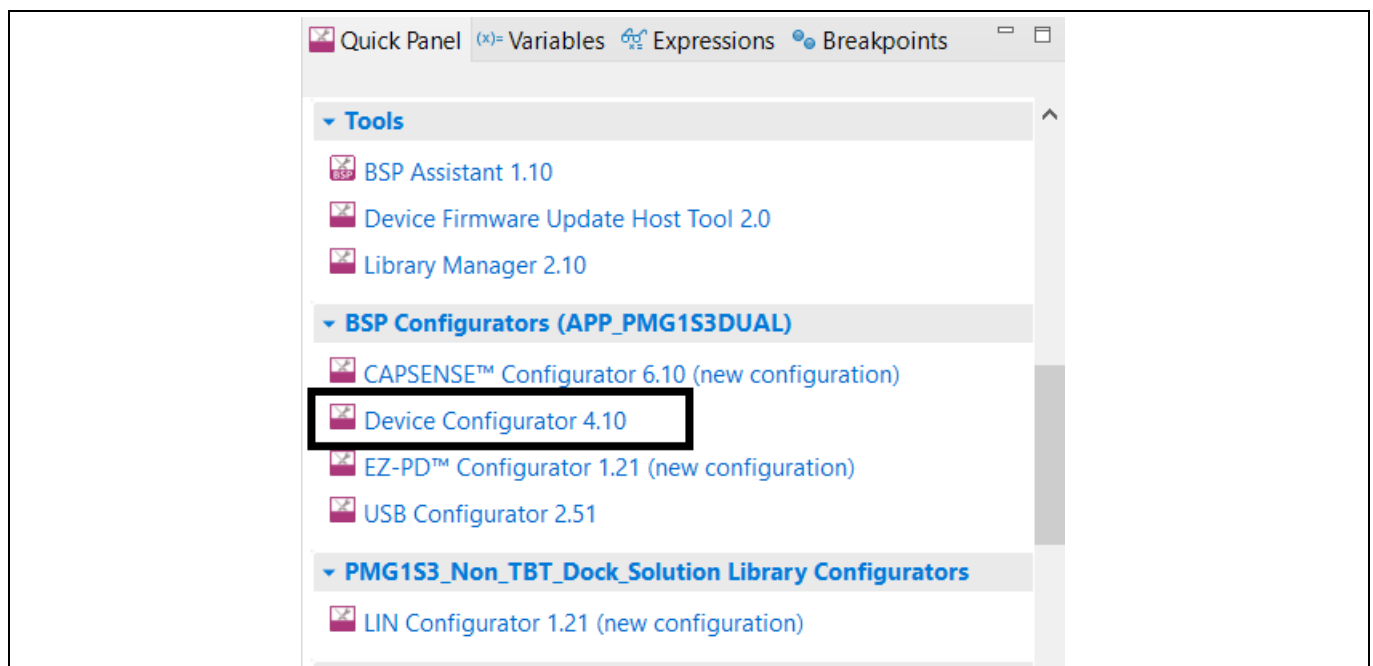 Quick Panel (x)= Variables Expressions Breakpoints
Tools
BSP BSP Assistant 1.10
Device Firmware Update Host Tool 2.0
Library Manager 2.10
BSP Configurators (APP_PMG1S3DUAL)
CAPSENSE™ Configurator 6.10 (new configuration)
Device Configurator 4.10
EZ-PD™ Configurator 1.21 (new configuration)
USB Configurator 2.51
PMG1S3_Non_TBT_Dock_Solution Library Configurators
LIN Configurator 1.21 (new configuration)